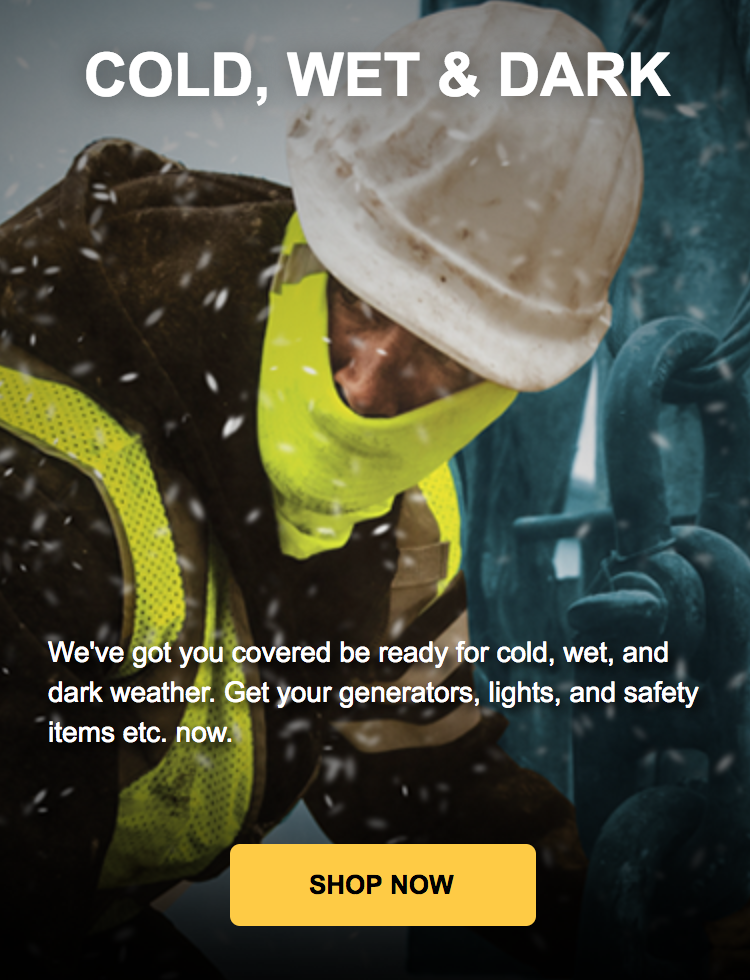 COLD, WET & DARK
We've got you covered be ready for cold, wet, and
dark weather. Get your generators, lights, and safety
items etc. now.
SHOP NOW